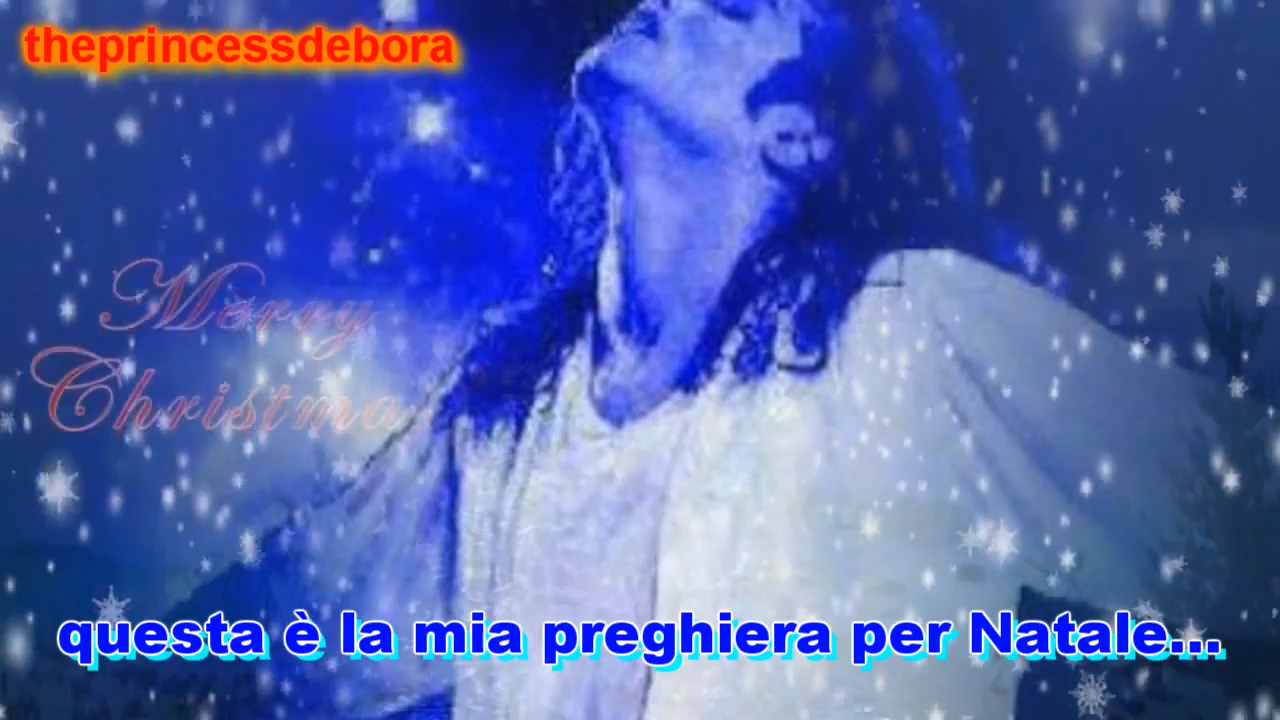 theprincessdebora
Merry
Christma
questa è la mia preghiera per Natale...